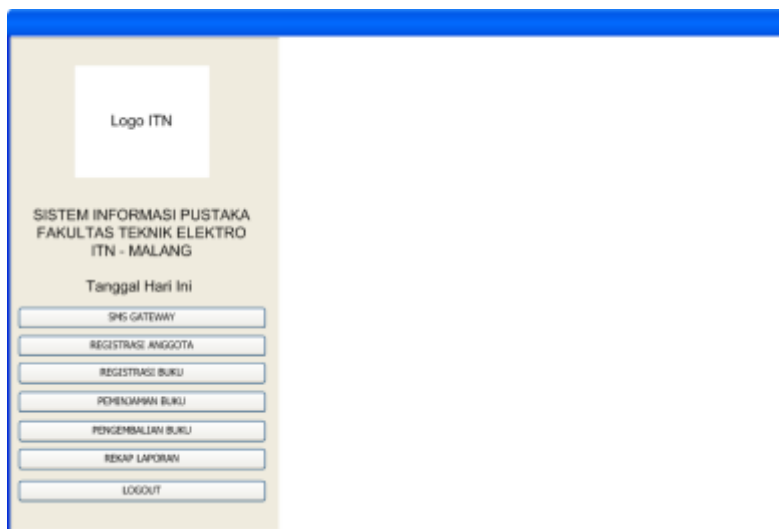 Logo ITN
SISTEM INFORMASI PUSTAKA
FAKULTAS TEKNIK ELEKTRO
ITN - MALANG
Tanggal Hari Ini
SMS GATEWAY
REGISTRASI ANGGOTA
REGISTRASI BUKU
PEMINJAMAN BUKU
PENGEMBALIAN BUKU
REKAP LAPORAN
LOGOUT